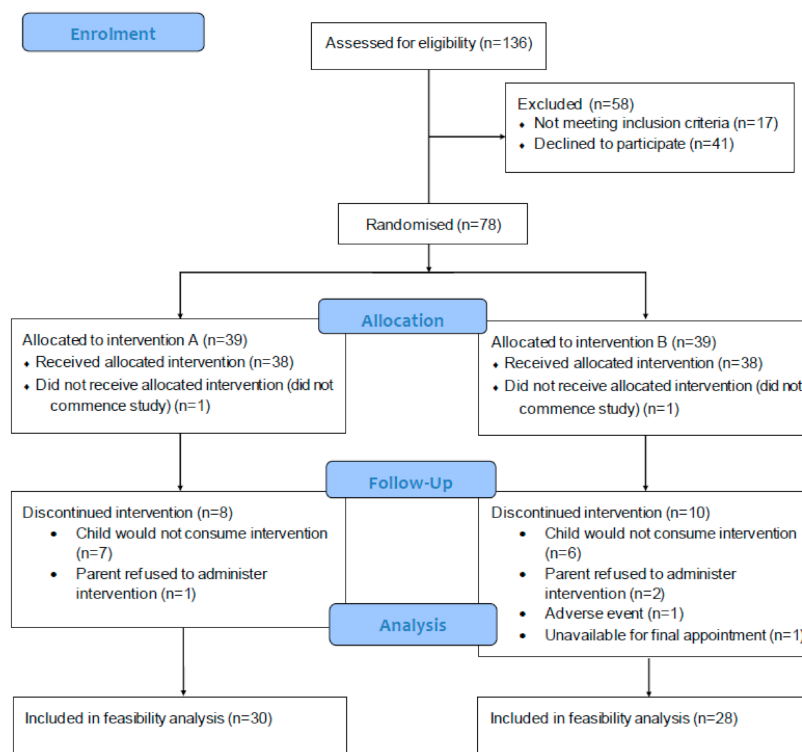 Enrolment
Assessed for eligibility (n=136)
Excluded (n=58)
⬧ Not meeting inclusion criteria (n=17)
⬧ Declined to participate (n=41)
Randomised (n=78)
Allocation
Allocated to intervention A (n=39)
⬧ Received allocated intervention (n=38)
⬧ Did not receive allocated intervention (did not
commence study) (n=1)
Allocated to intervention B (n=39)
⬧ Received allocated intervention (n=38)
⬧ Did not receive allocated intervention (did not
commence study) (n=1)
Follow-Up
Discontinued intervention (n=8)
• Child would not consume intervention
(n=7)
• Parent refused to administer
intervention (n=1)
Discontinued intervention (n=10)
• Child would not consume intervention
(n=6)
• Parent refused to administer
intervention (n=2)
• Adverse event (n=1)
• Unavailable for final appointment (n=1)
Analysis
Included in feasibility analysis (n=30)
Included in feasibility analysis (n=28)